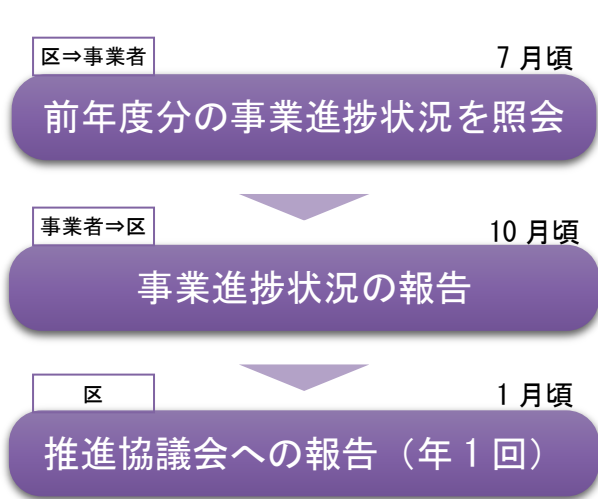 区⇒事業者
7 月頃
前年度分の事業進捗状況を照会
事業者⇒区
10 月頃
事業進捗状況の報告
区
1 月頃
推進協議会への報告（年１回）